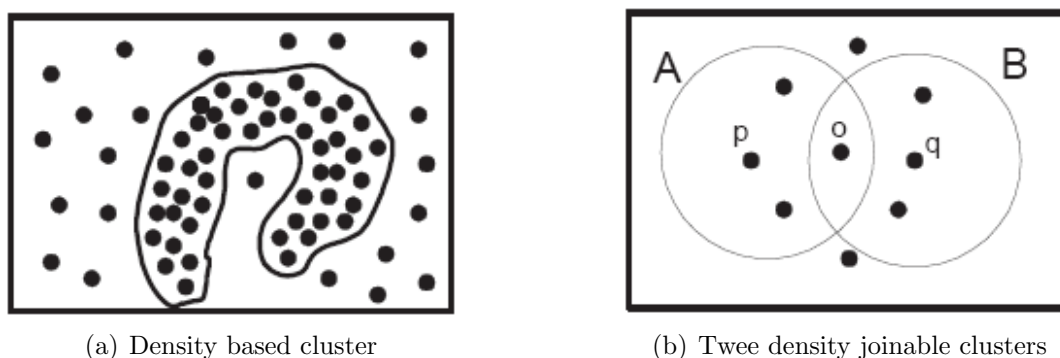 A
B
p
o
q
(a) Density based cluster
(b) Twee density joinable clusters